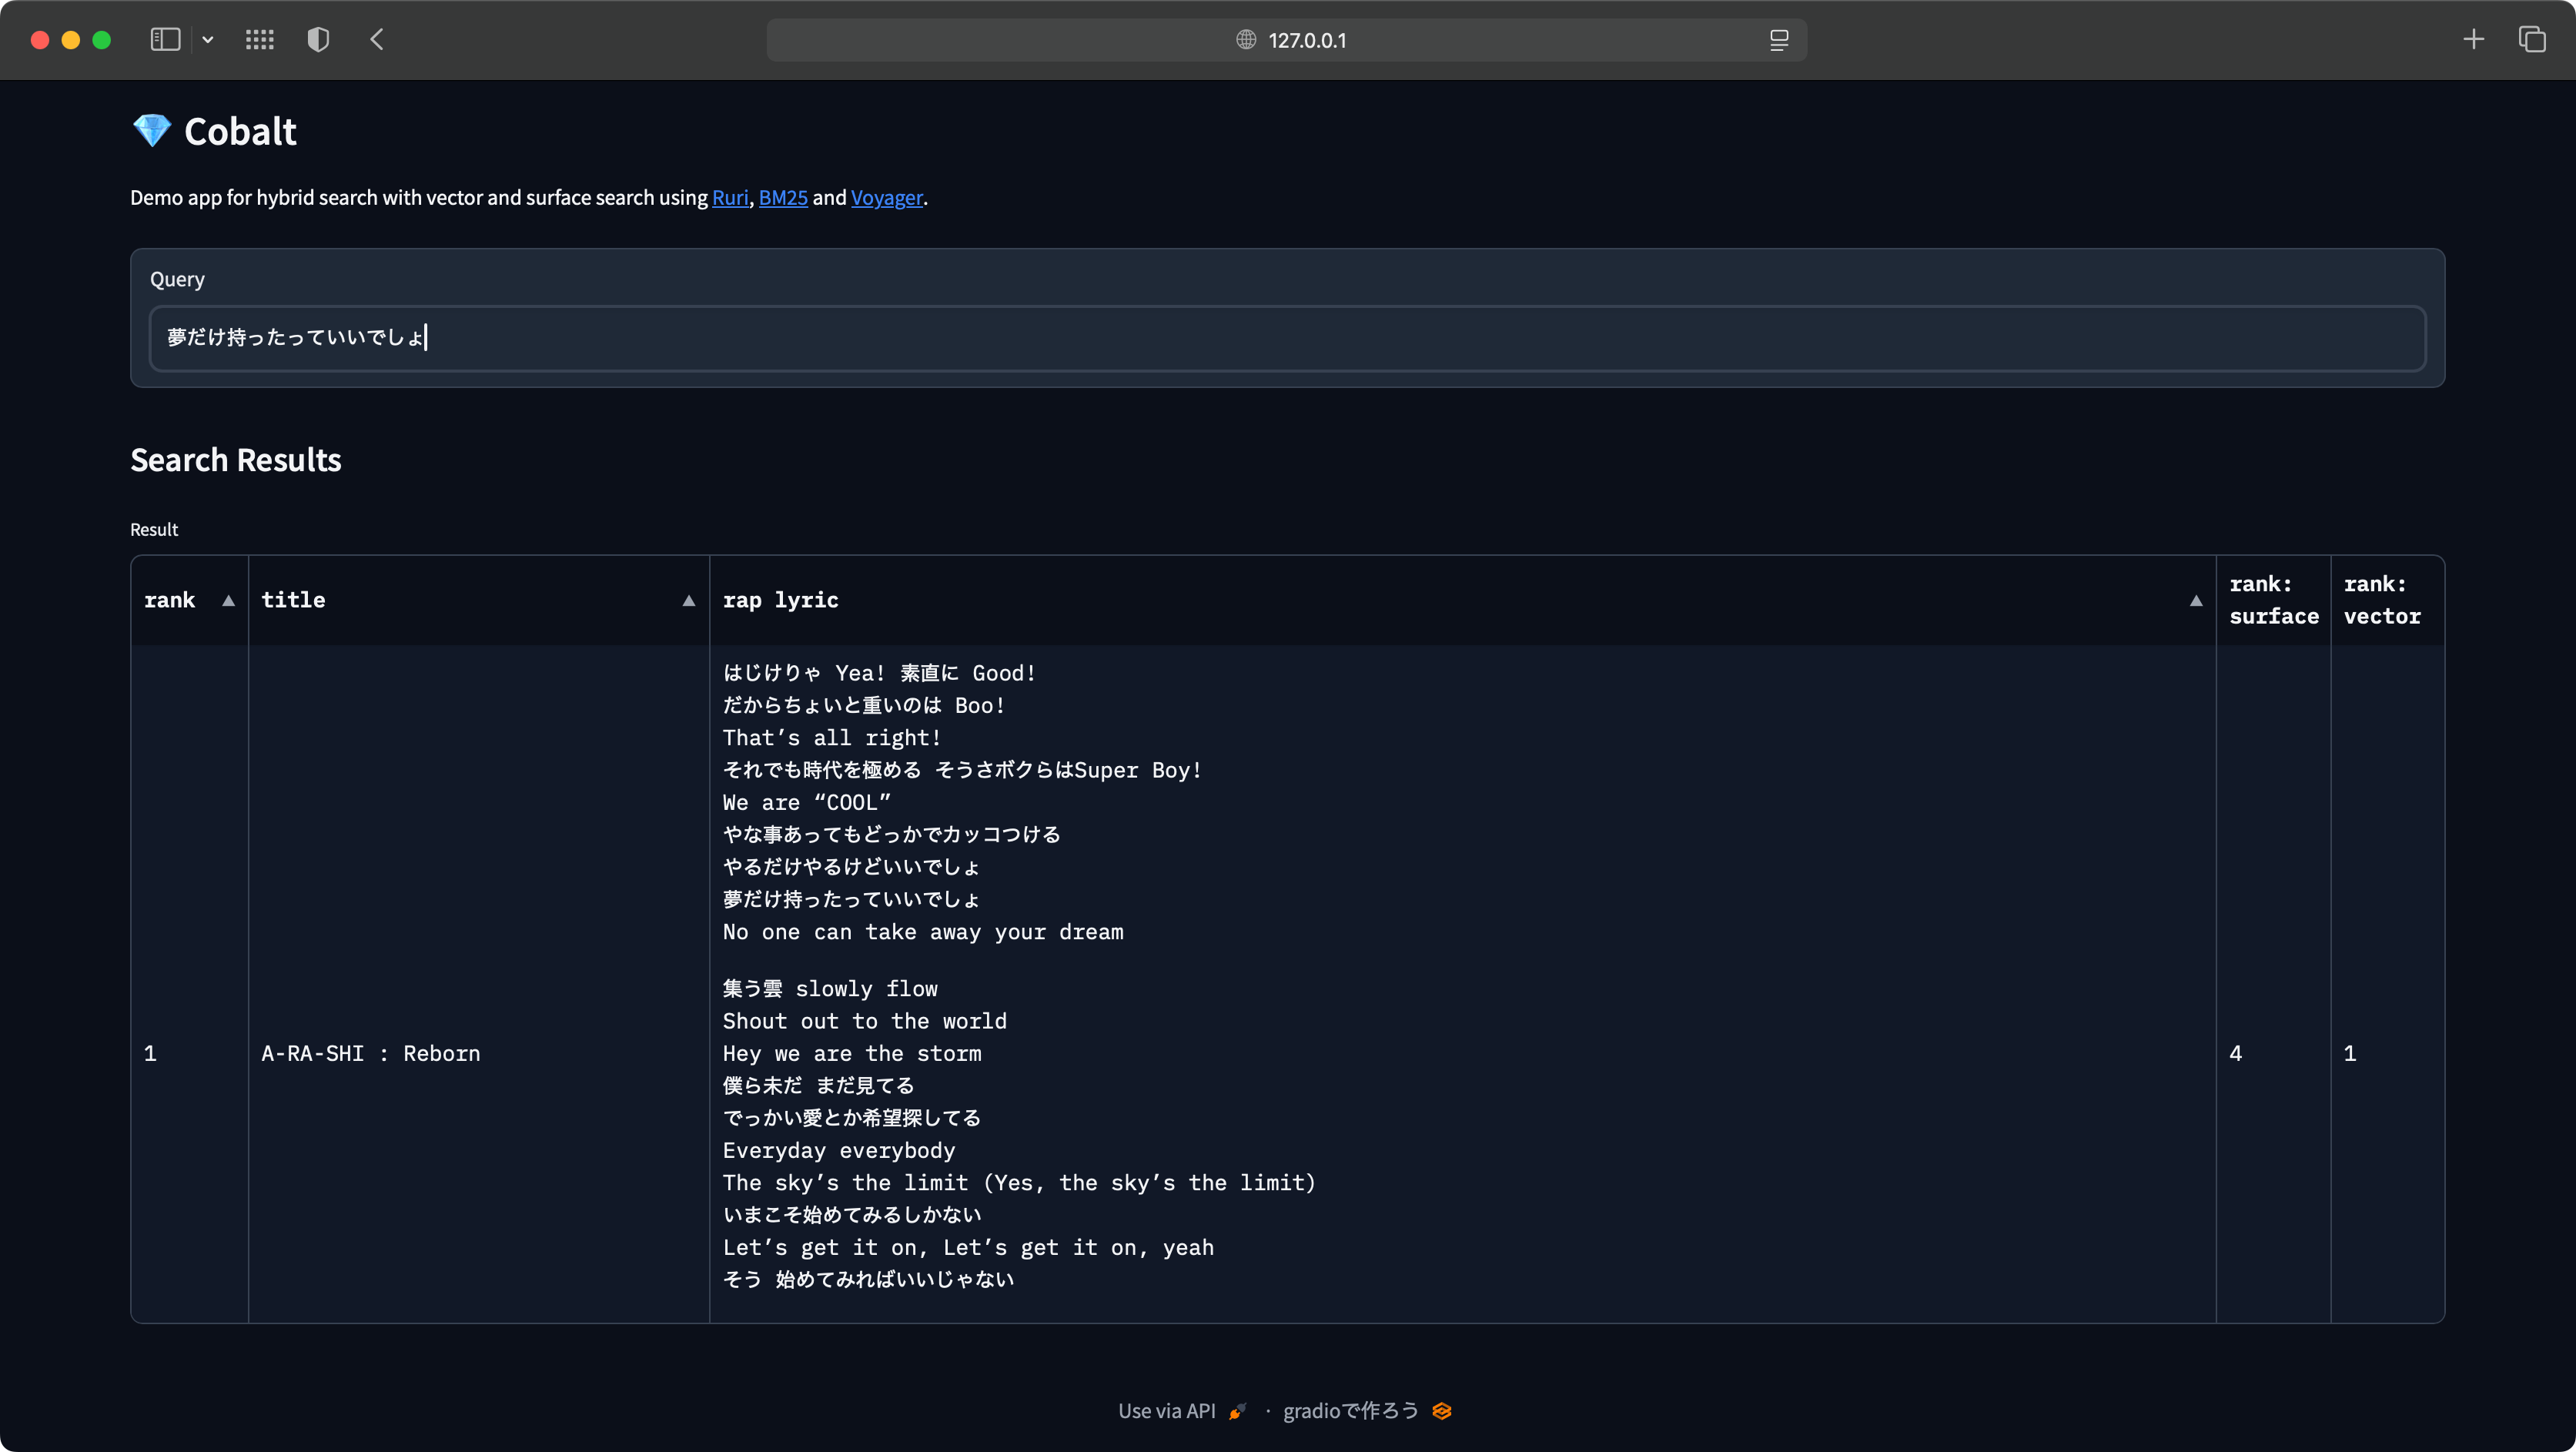 127.0.0.1
💎 Cobalt
Demo app for hybrid search with vector and surface search using Ruri, BM25 and Voyager.
Query
夢だけ持ったっていいでしょ
Search Results
Result
rank ▲ title ▲ rap lyric ▲ rank: surface rank: vector
はじけりゃ Yea! 素直に Good!
だからちょいと重いのは Boo!
That’s all right!
それでも時代を極める そうさボクらはSuper Boy!
We are “COOL”
やな事あってもどっかでカッコつける
やるだけやるけどいいでしょ
夢だけ持ったっていいでしょ
No one can take away your dream
集う雲 slowly flow
Shout out to the world
1 A-RA-SHI : Reborn Hey we are the storm 4 1
僕ら未だ まだ見てる
でっかい愛とか希望探してる
Everyday everybody
The sky’s the limit (Yes, the sky’s the limit)
いまこそ始めてみるしかない
Let’s get it on, Let’s get it on, yeah
そう 始めてみればいいじゃない
Use via API · gradioで作ろう